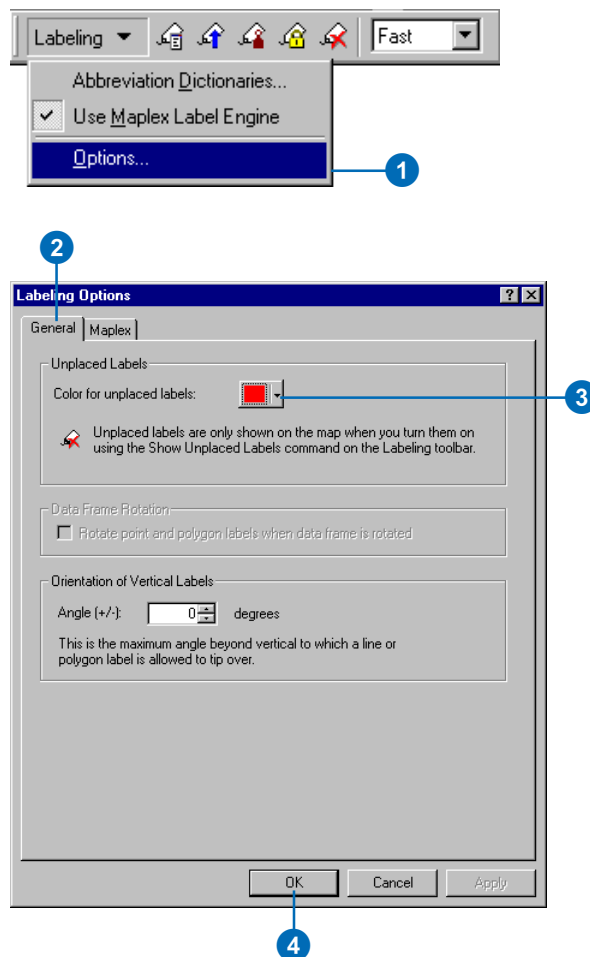 Labeling Fast
Abbreviation Dictionaries...
Use Maplex Label Engine
Options...
1
2
Labeling Options
General Maplex
Unplaced Labels
Color for unplaced labels:
3
Unplaced labels are only shown on the map when you turn them on
using the Show Unplaced Labels command on the Labeling toolbar.
Data Frame Rotation
Rotate point and polygon labels when data frame is rotated
Orientation of Vertical Labels
Angle (+/-): 0 degrees
This is the maximum angle beyond vertical to which a line or
polygon label is allowed to tip over.
OK Cancel Apply
4